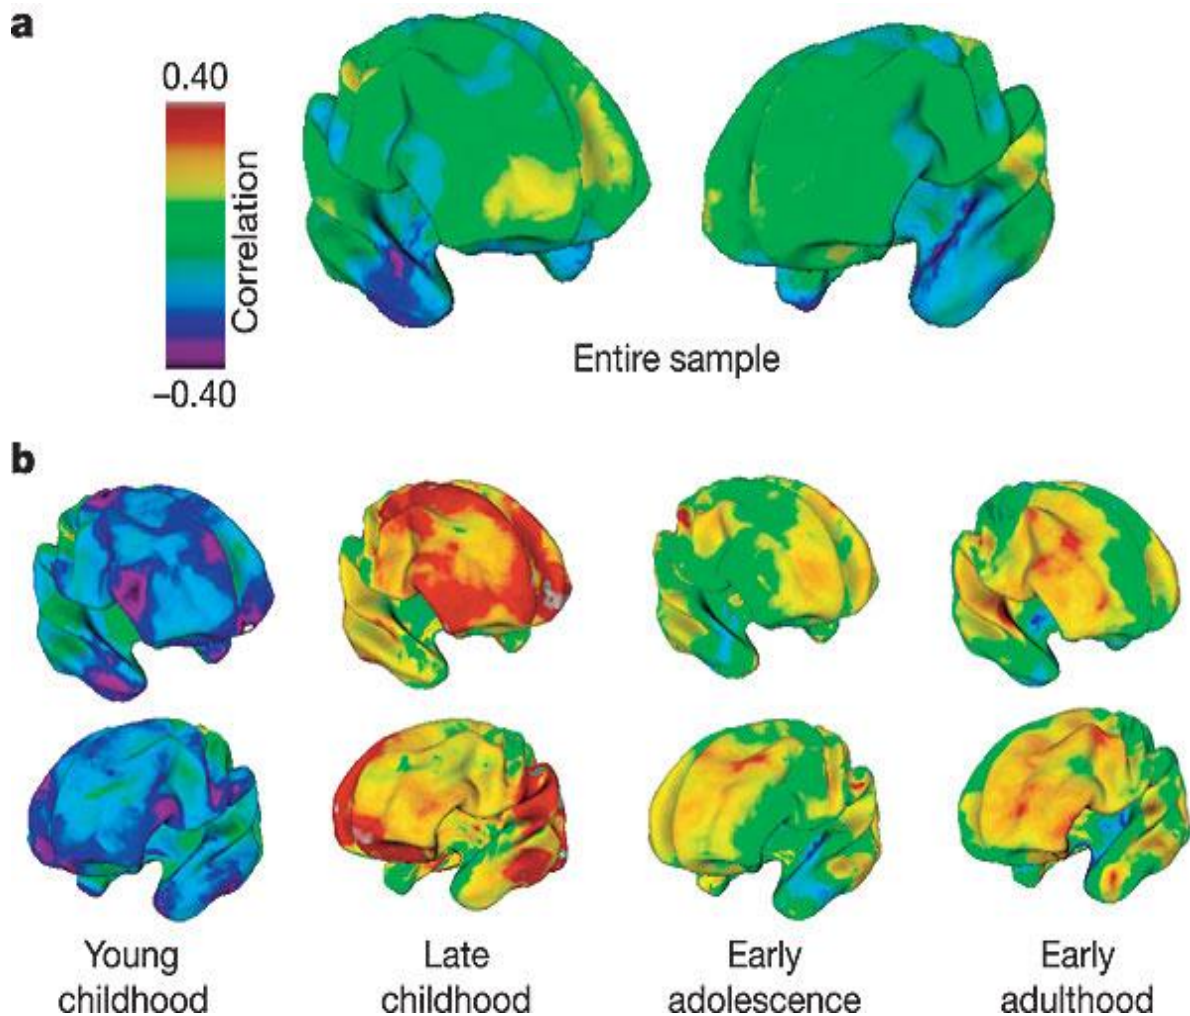 a
0.40
Correlation
−0.40
Entire sample
b
Young
childhood
Late
childhood
Early
adolescence
Early
adulthood